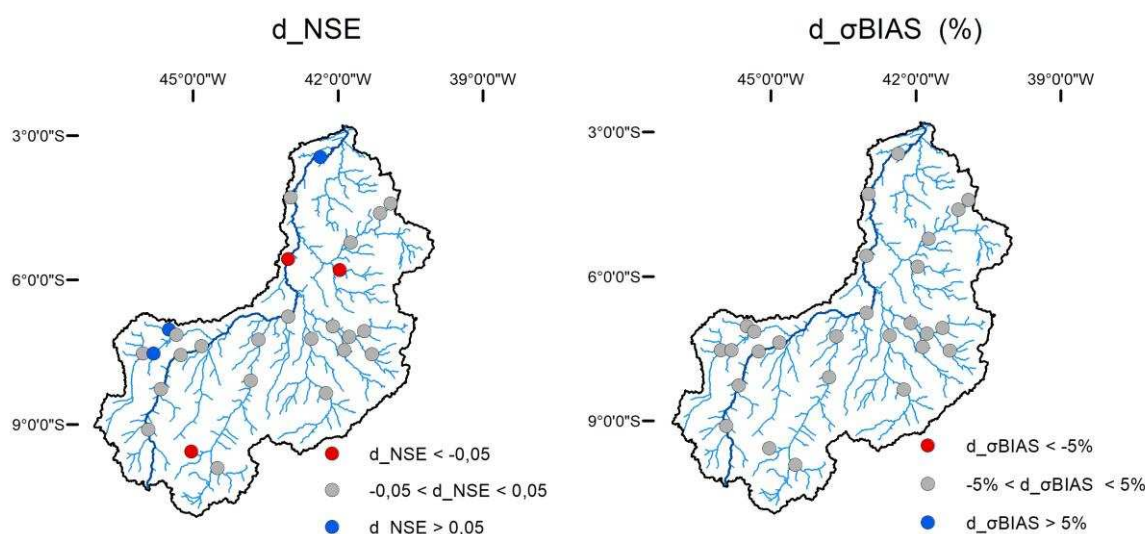 d_NSE
45°0'0"W 42°0'0"W 39°0'0"W
3°0'0"S
6°0'0"S
9°0'0"S
d_NSE < -0,05
-0,05 < d_NSE < 0,05
d_NSE > 0.05
d_σBIAS (%)
45°0'0"W 42°0'0"W 39°0'0"W
3°0'0"S
6°0'0"S
9°0'0"S
d_σBIAS < -5%
-5% < d_σBIAS < 5%
d_σBIAS > 5%